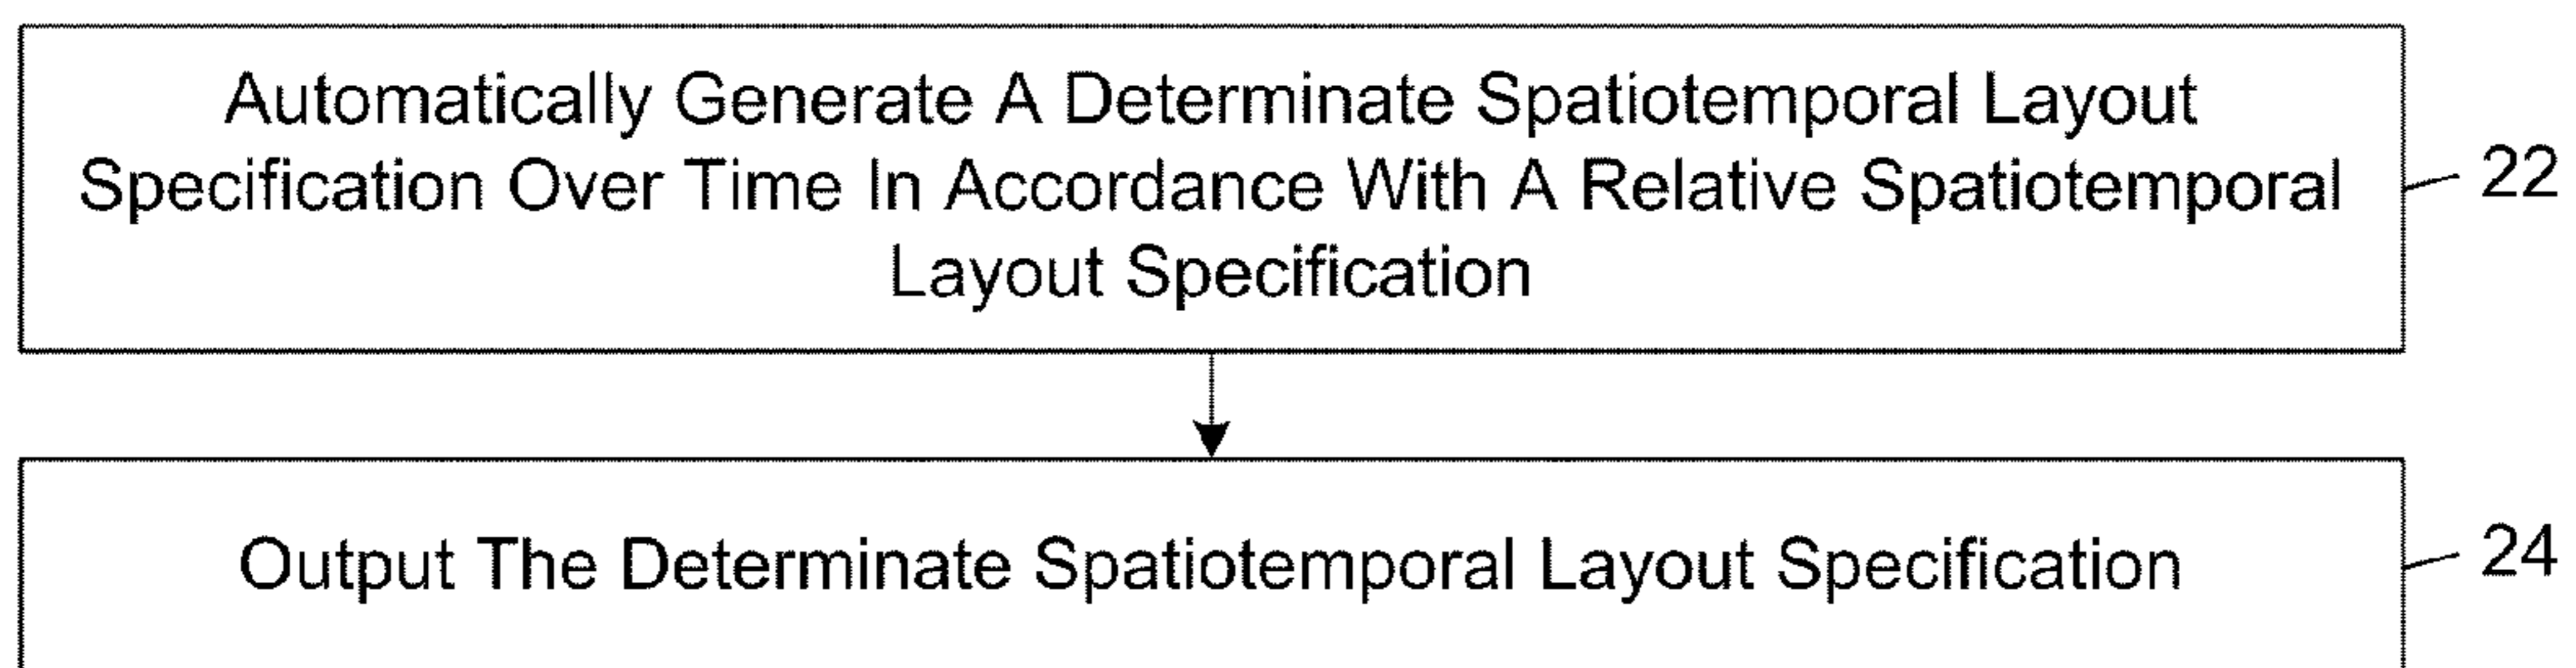 Automatically Generate A Determinate Spatiotemporal Layout
Specification Over Time In Accordance With A Relative Spatiotemporal
Layout Specification
22
Output The Determinate Spatiotemporal Layout Specification
24